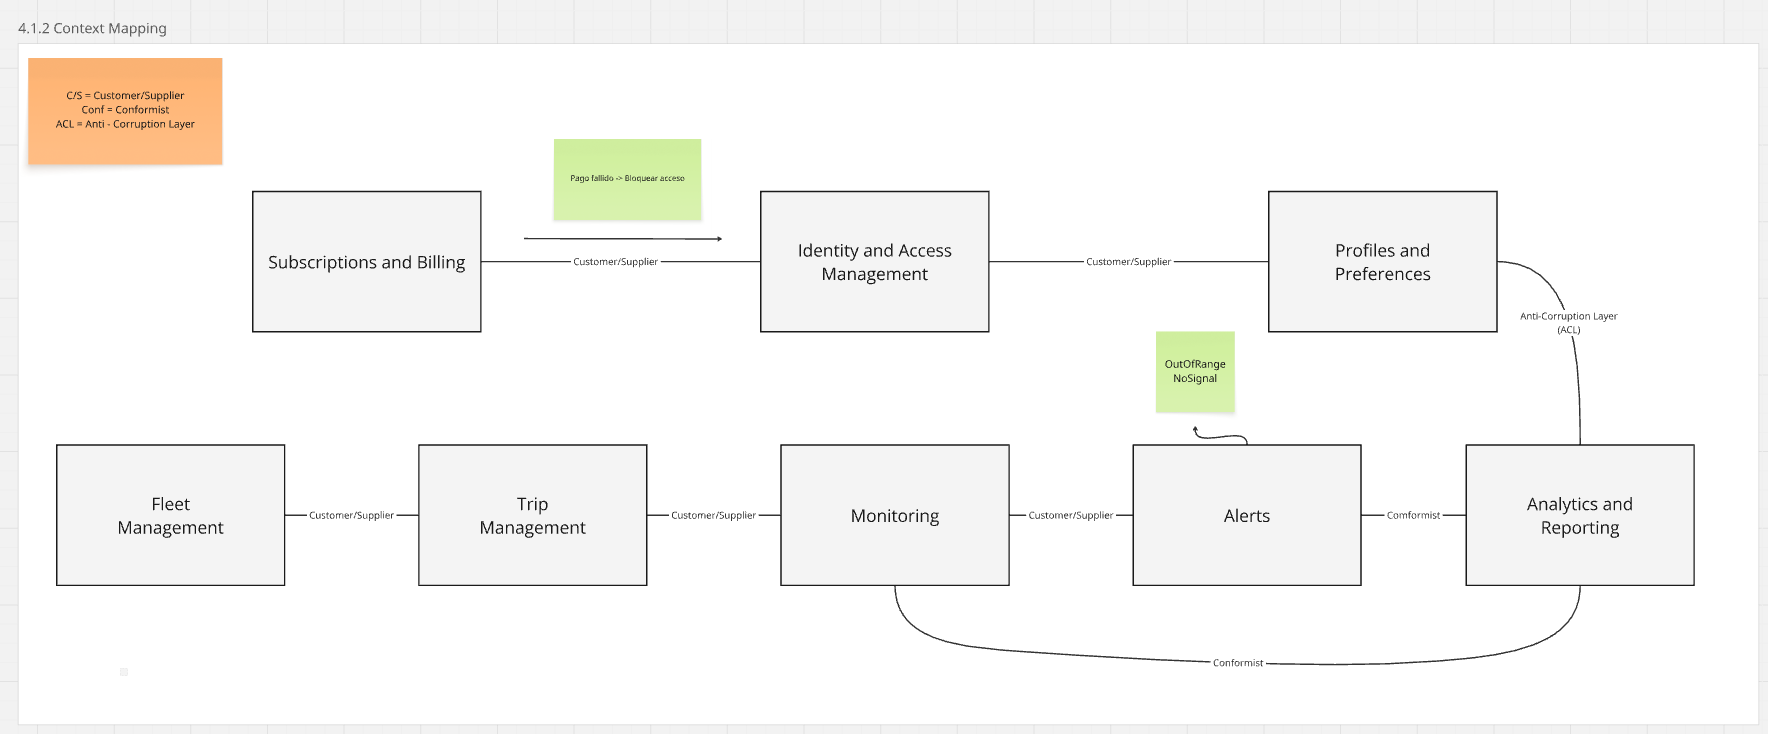 4.1.2 Context Mapping
C/S = Customer/Supplier
Conf = Conformist
ACL = Anti - Corruption Layer
Pago fallido -> Bloquear acceso
Subscriptions and Billing
Customer/Supplier
Identity and Access
Management
Customer/Supplier
Profiles and
Preferences
Anti-Corruption Layer
(ACL)
OutOfRange
NoSignal
Fleet
Management
Customer/Supplier
Trip
Management
Customer/Supplier
Monitoring
Customer/Supplier
Alerts
Comformist
Analytics and
Reporting
Conformist